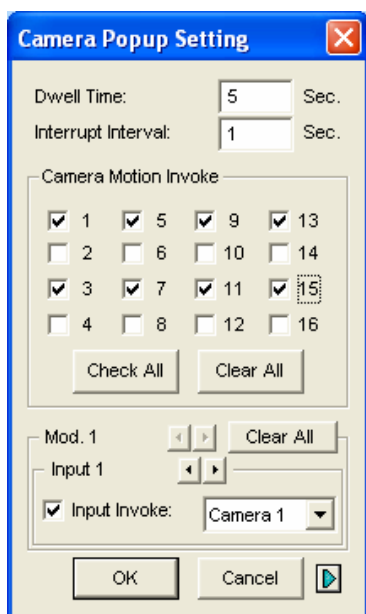 Camera Popup Setting
Dwell Time: 5 Sec.
Interrupt Interval: 1 Sec.
Camera Motion Invoke
1 5 9 13
2 6 10 14
3 7 11 15
4 8 12 16
Check All Clear All
Mod. 1 Clear All
Input 1
Input Invoke: Camera 1
OK Cancel